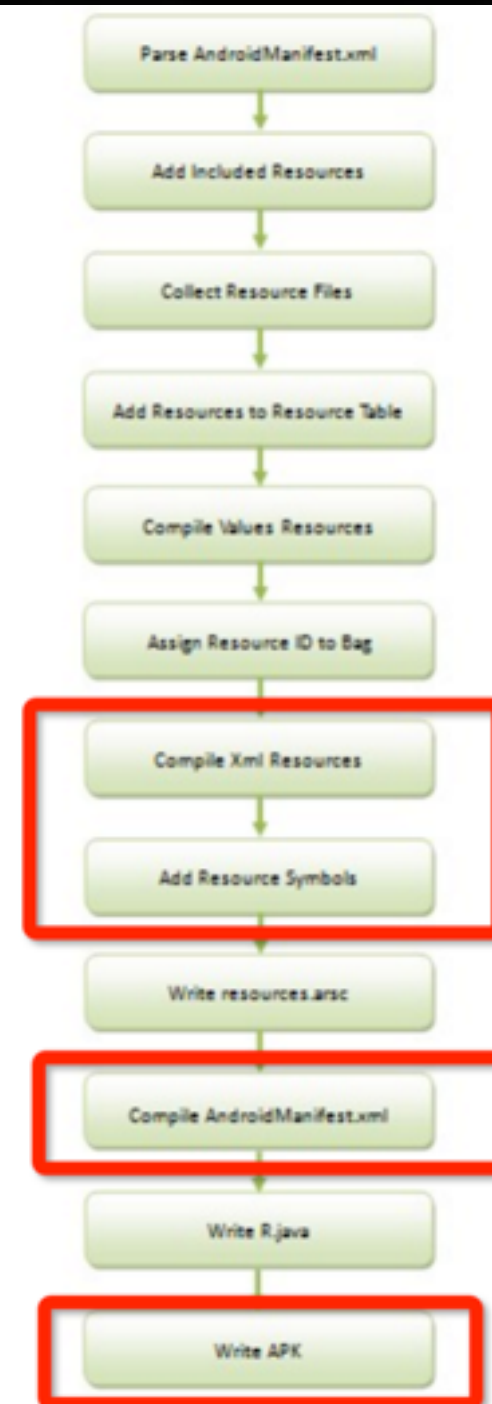 Parse AndroidManifest.xml
Add Included Resources
Collect Resource Files
Add Resources to Resource Table
Compile Values Resources
Assign Resource ID to Bag
Compile Xml Resources
Add Resource Symbols
Write resources.arsc
Compile AndroidManifest.xml
Write R.java
Write APK